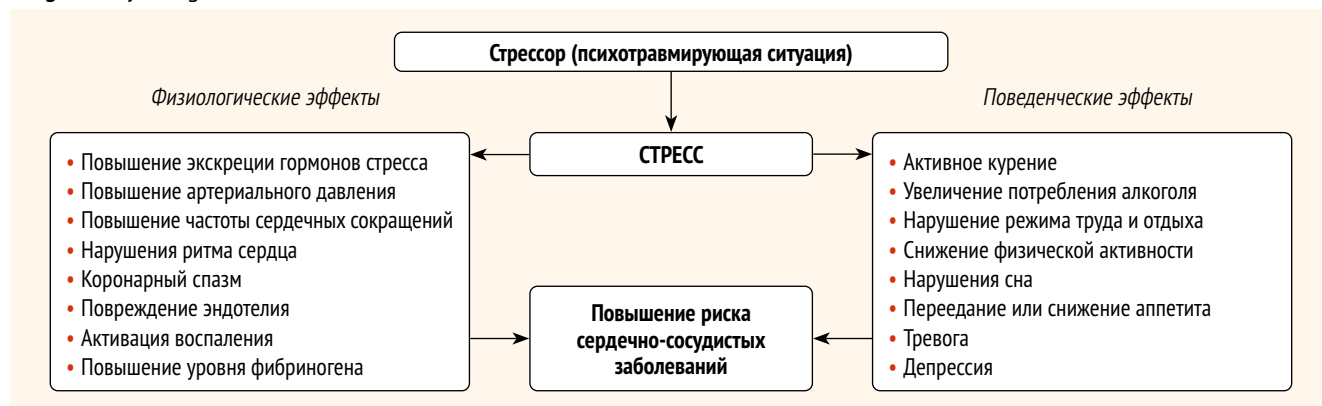 Стрессор (психотравмирующая ситуация)
Физиологические эффекты
Поведенческие эффекты
СТРЕСС
• Повышение экскреции гормонов стресса
• Повышение артериального давления
• Повышение частоты сердечных сокращений
• Нарушения ритма сердца
• Коронарный спазм
• Повреждение эндотелия
• Активация воспаления
• Повышение уровня фибриногена
• Активное курение
• Увеличение потребления алкоголя
• Нарушение режима труда и отдыха
• Снижение физической активности
• Нарушения сна
• Переедание или снижение аппетита
• Тревога
• Депрессия
Повышение риска
сердечно-сосудистых
заболеваний